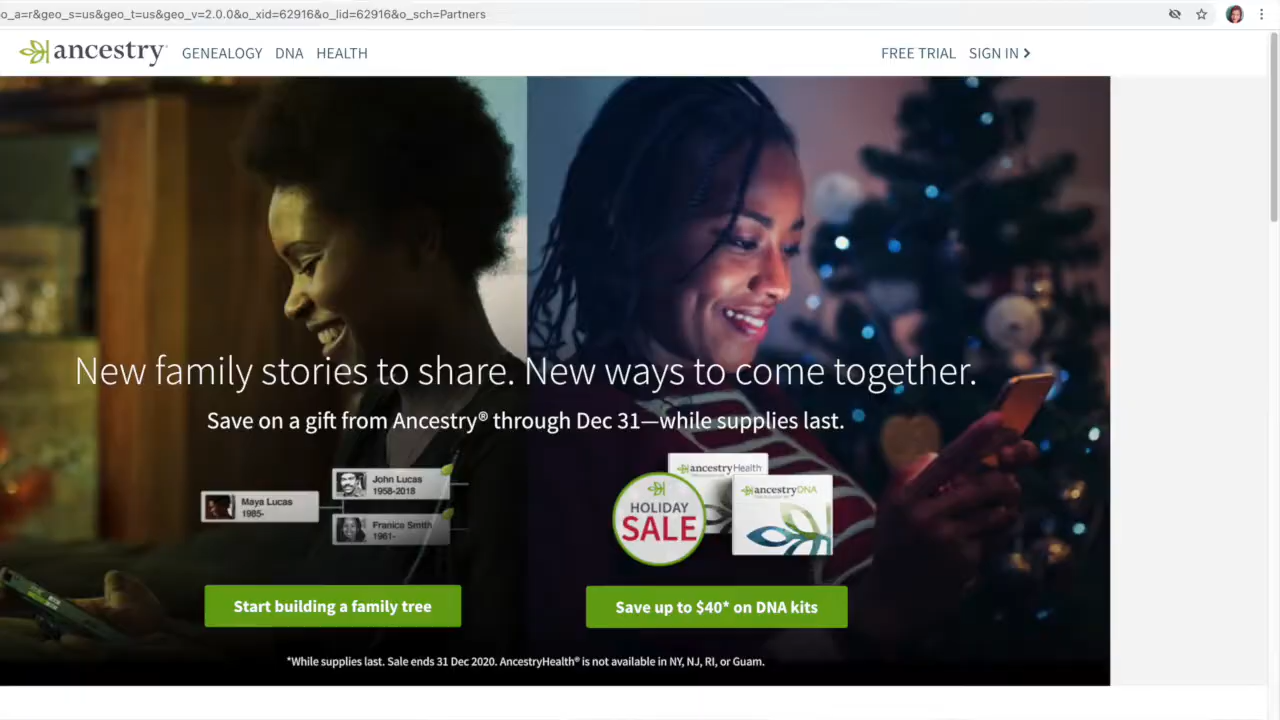 o_a=r&geo_s=us&geo_t=us&geo_v=2.0.0&o_xid=62916&o_lid=62916&o_sch=Partners
ancestry GENEALOGY DNA HEALTH FREE TRIAL SIGN IN
New family stories to share. New ways to come together.
Save on a gift from Ancestry® through Dec 31—while supplies last.
John Lucas
1958-2018
Maya Lucas
1985-
Franica Smith
1961-
ancestryHealth
ancestryDNA
HOLIDAY
SALE
Start building a family tree
Save up to $40* on DNA kits
*While supplies last. Sale ends 31 Dec 2020. AncestryHealth® is not available in NY, NJ, RI, or Guam.